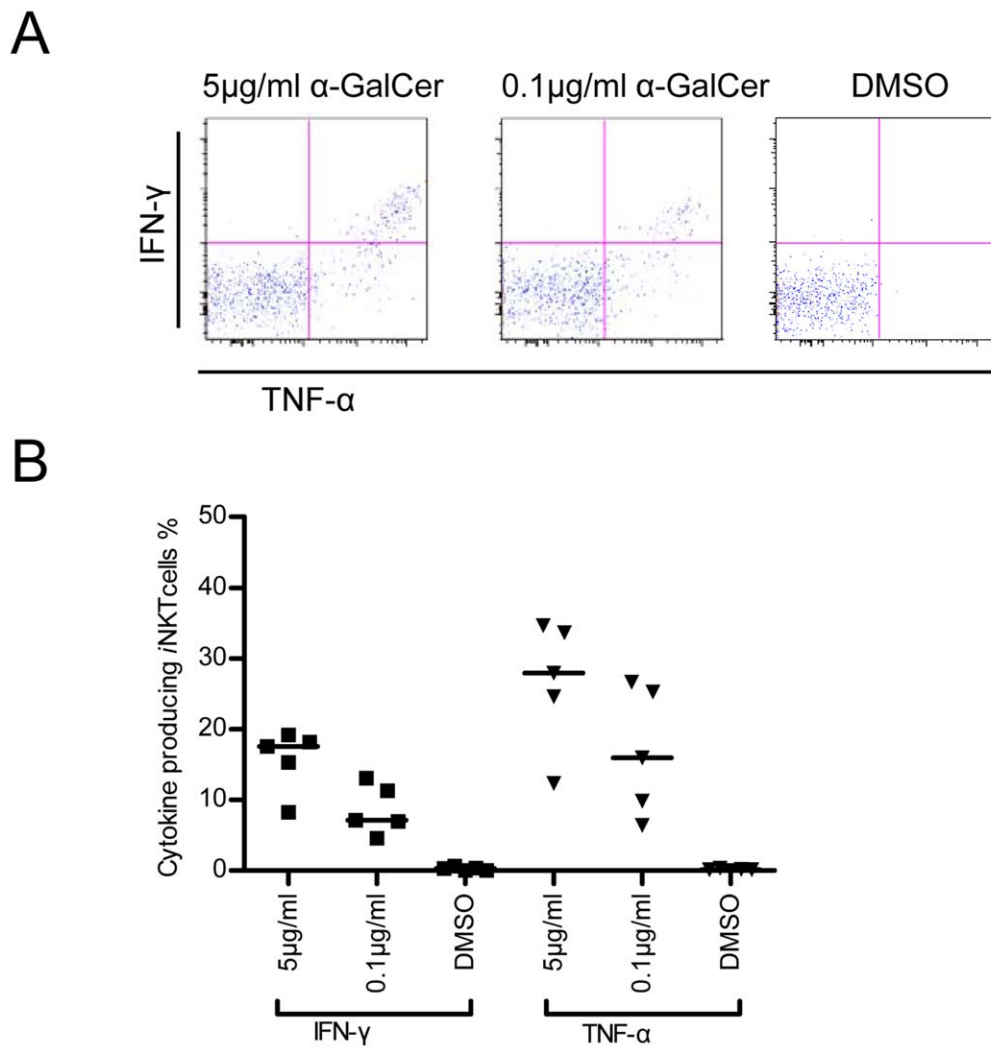 A
5µg/ml α-GalCer 0.1µg/ml α-GalCer DMSO
IFN-γ
TNF-α
B
Cytokine producing iNKTcells %
50
40
30
20
10
0
5µg/ml 0.1µg/ml DMSO 5µg/ml 0.1µg/ml DMSO
IFN-γ TNF-α